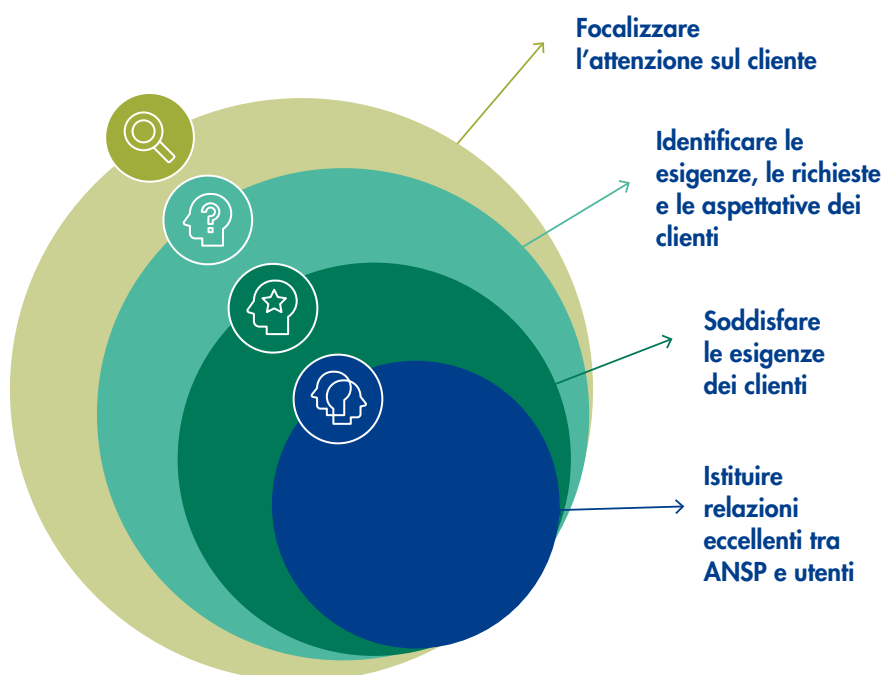 Focalizzare
l’attenzione sul cliente
Identificare le
esigenze, le richieste
e le aspettative dei
clienti
Soddisfare
le esigenze
dei clienti
Istituire
relazioni
eccellenti tra
ANSP e utenti